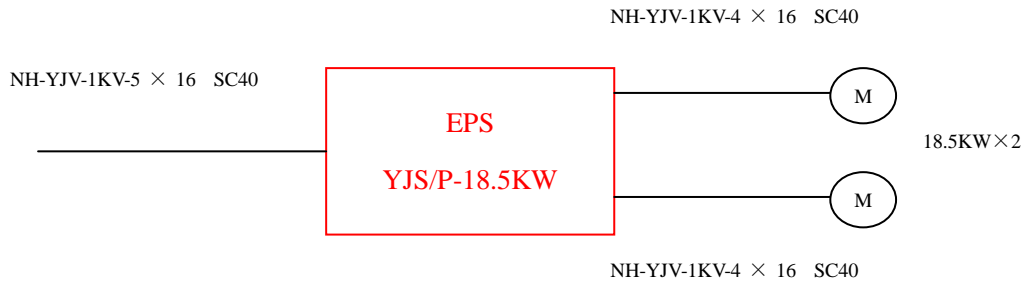 NH-YJV-1KV-4 × 16 SC40
NH-YJV-1KV-5 × 16 SC40
EPS
YJS/P-18.5KW
M
18.5KW×2
M
NH-YJV-1KV-4 × 16 SC40